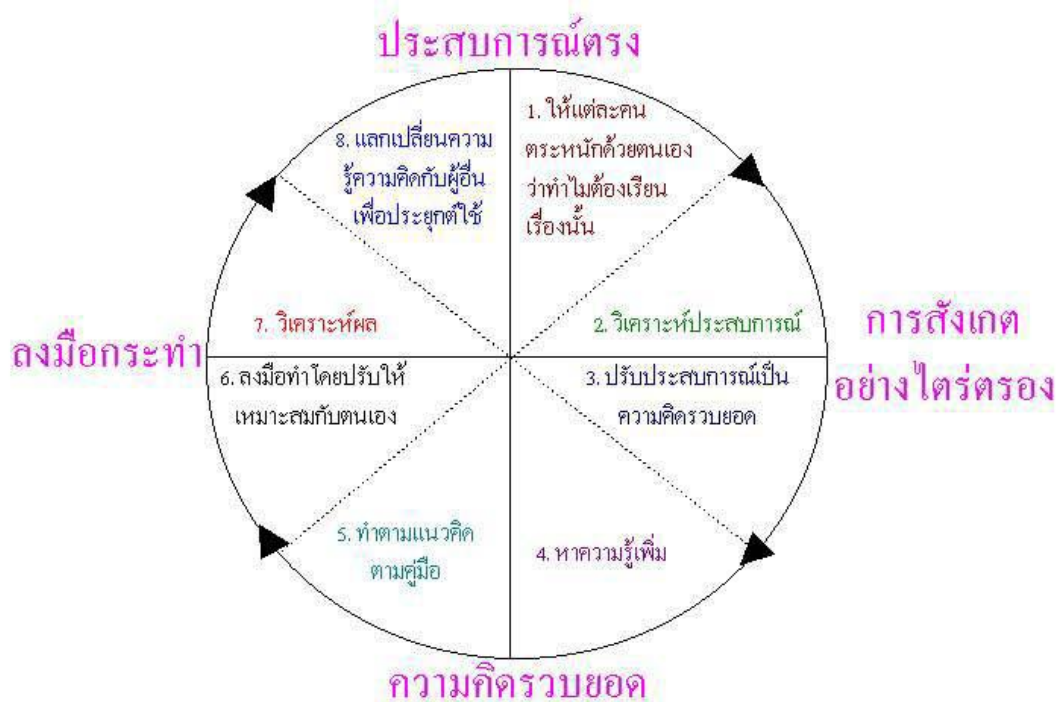 ประสบการณ์ตรง
1. ให้แต่ละคน
ตระหนักด้วยตนเอง
ว่าทำไมต้องเรียน
เรื่องนั้น
2. วิเคราะห์ประสบการณ์
การสังเกต
อย่างไตร่ตรอง
3. ปรับประสบการณ์เป็น
ความคิดรวบยอด
4. หาความรู้เพิ่ม
ความคิดรวบยอด
5. ทำตามแนวคิด
ตามคู่มือ
6. ลงมือทำโดยปรับให้
เหมาะสมกับตนเอง
ลงมือกระทำ
7. วิเคราะห์ผล
8. แลกเปลี่ยนความ
รู้ความคิดกับผู้อื่น
เพื่อประยุกต์ใช้